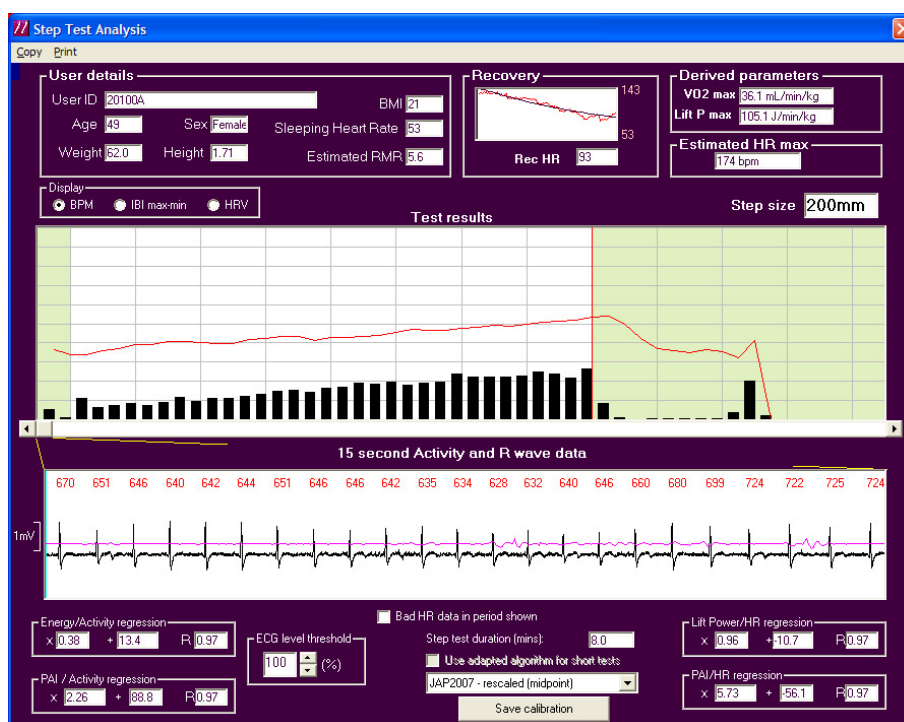 Step Test Analysis
Copy Print
User details
User ID 20100A
BMI 21
Age 49 Sex Female
Sleeping Heart Rate 53
Weight 62.0 Height 1.71
Estimated RMR 5.6
Recovery
143
53
Rec HR 93
Derived parameters
VO2 max 36.1 mL/min/kg
Lift P max 105.1 J/min/kg
Estimated HR max
174 bpm
Display
BPM IBI max-min HRV
Step size 200mm
Test results
15 second Activity and R wave data
670 651 646 640 642 644 651 646 646 642 635 634 628 632 640 646 660 680 699 724 722 725 724
1mV
Bad HR data in period shown
Energy/Activity regression
x 0.38 + 13.4 R 0.97
ECG level threshold
100 (%)
Step test duration (mins): 8.0
Use adapted algorithm for short tests
JAP2007 - rescaled (midpoint)
Save calibration
Lift Power/HR regression
x 0.96 + -10.7 R 0.97
PAI / Activity regression
x 2.26 + 88.8 R 0.97
PAI/HR regression
x 5.73 + -56.1 R 0.97